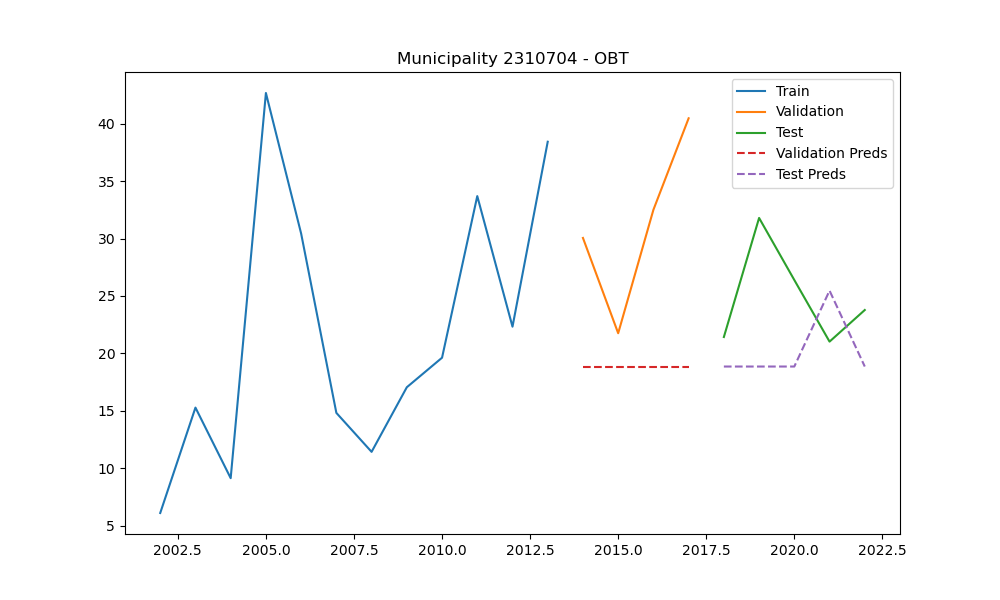 Municipality 2310704 - OBT
Train
Validation
Test
Validation Preds
Test Preds
40
35
30
25
20
15
10
5
2002.5 2005.0 2007.5 2010.0 2012.5 2015.0 2017.5 2020.0 2022.5